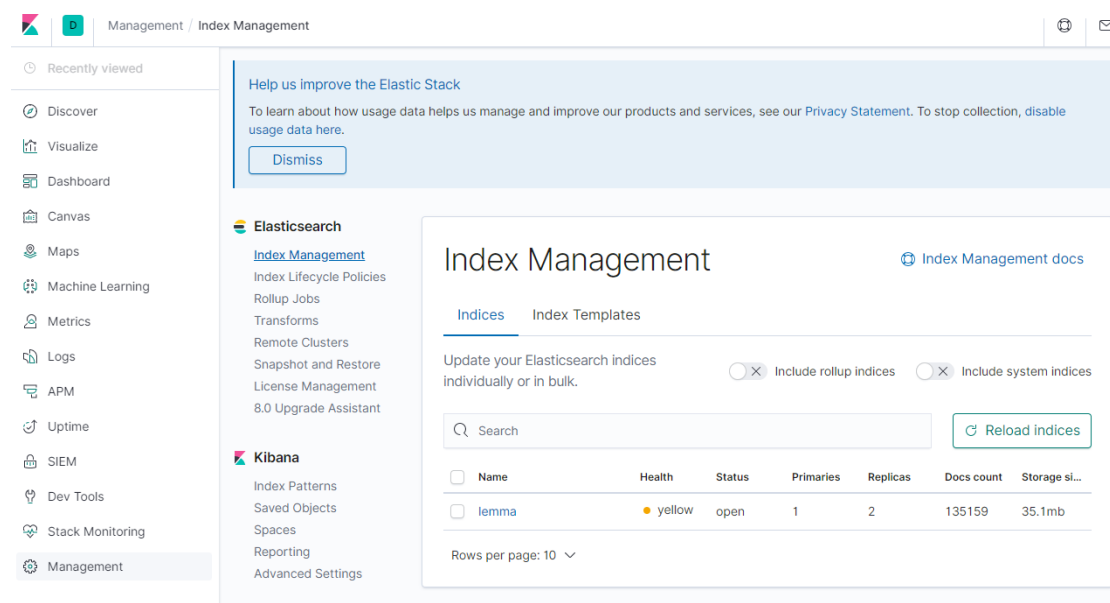 D
Management / Index Management
Recently viewed
Discover
Visualize
Dashboard
Canvas
Maps
Machine Learning
Metrics
Logs
APM
Uptime
SIEM
Dev Tools
Stack Monitoring
Management
Help us improve the Elastic Stack
To learn about how usage data helps us manage and improve our products and services, see our Privacy Statement. To stop collection, disable
usage data here.
Dismiss
Elasticsearch
Index Management
Index Lifecycle Policies
Rollup Jobs
Transforms
Remote Clusters
Snapshot and Restore
License Management
8.0 Upgrade Assistant
Kibana
Index Patterns
Saved Objects
Spaces
Reporting
Advanced Settings
Index Management
Index Management docs
Indices Index Templates
Update your Elasticsearch indices
individually or in bulk.
Include rollup indices Include system indices
Search
Reload indices
Name Health Status Primaries Replicas Docs count Storage si...
lemma yellow open 1 2 135159 35.1mb
Rows per page: 10